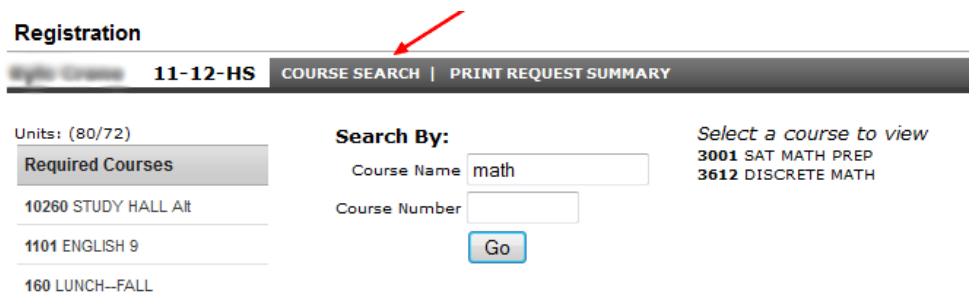 Registration
11-12-HS COURSE SEARCH | PRINT REQUEST SUMMARY
Units: (80/72)
Required Courses
10260 STUDY HALL Alt
1101 ENGLISH 9
160 LUNCH--FALL
Search By:
Course Name math
Course Number
Go
Select a course to view
3001 SAT MATH PREP
3612 DISCRETE MATH